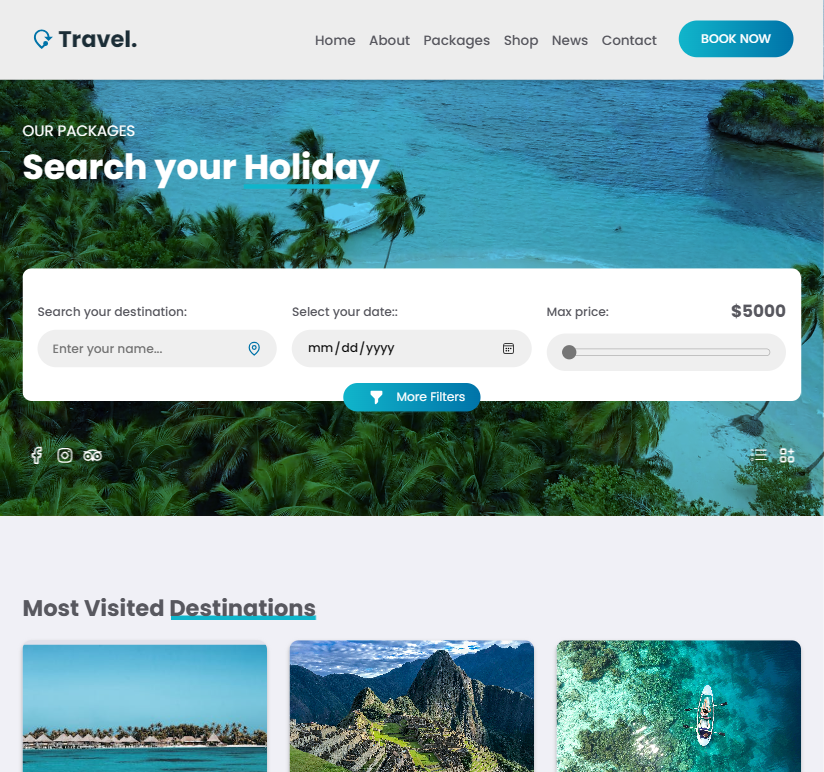 Travel.
Home About Packages Shop News Contact BOOK NOW
OUR PACKAGES
Search your Holiday
Search your destination: Select your date:: Max price: $5000
Enter your name... mm/dd/yyyy
More Filters
Most Visited Destinations